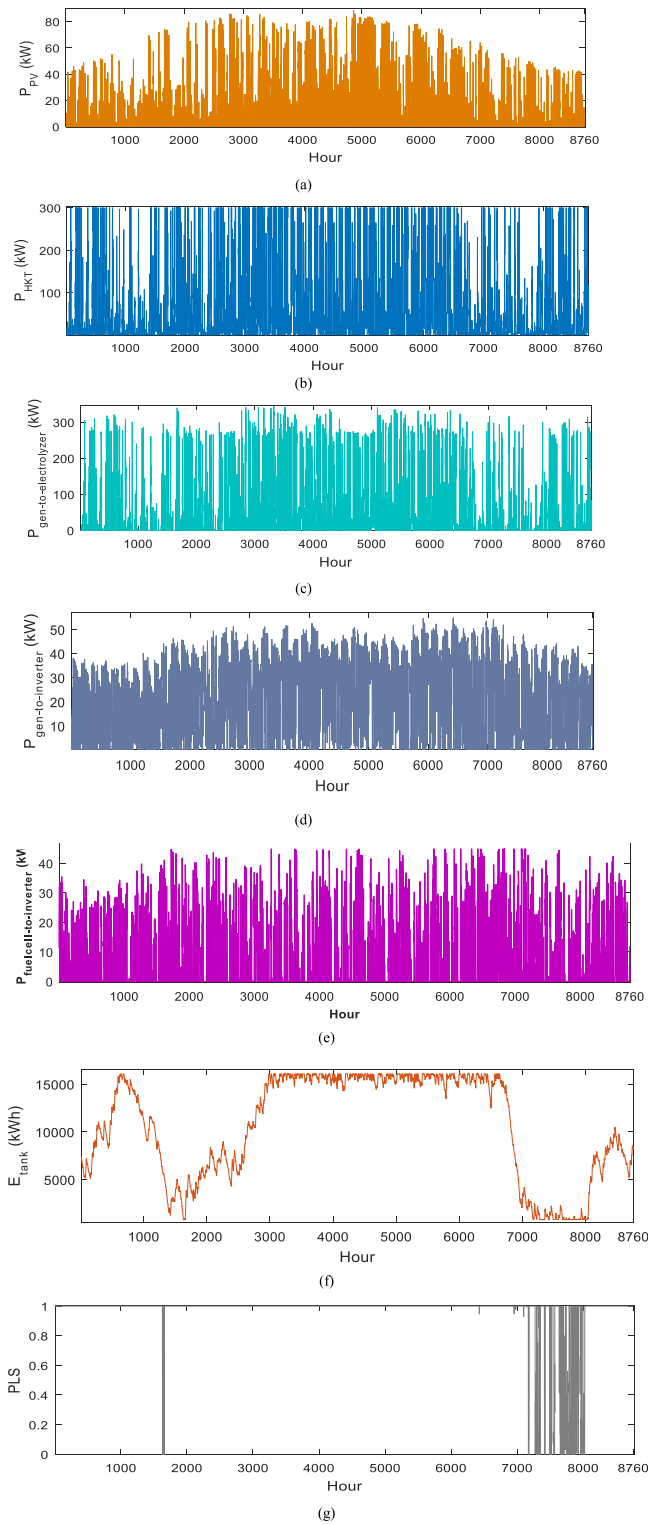 80
60
40
20
0
P_PV (kW)
1000 2000 3000 4000 5000 6000 7000 8000 8760
Hour
(a)
300
200
100
P_HKT (kW)
1000 2000 3000 4000 5000 6000 7000 8000 8760
Hour
(b)
300
200
100
0
P_gen-to-electrolyzer (kW)
1000 2000 3000 4000 5000 6000 7000 8000 8760
Hour
(c)
50
40
30
20
10
P_gen-to-inverter (kW)
1000 2000 3000 4000 5000 6000 7000 8000 8760
Hour
(d)
40
30
20
10
0
P_fuelcell-to-inverter (kW
1000 2000 3000 4000 5000 6000 7000 8000 8760
Hour
(e)
15000
10000
5000
E_tank (kWh)
1000 2000 3000 4000 5000 6000 7000 8000 8760
Hour
(f)
1
0.8
0.6
0.4
0.2
0
PLS
1000 2000 3000 4000 5000 6000 7000 8000 8760
Hour
(g)